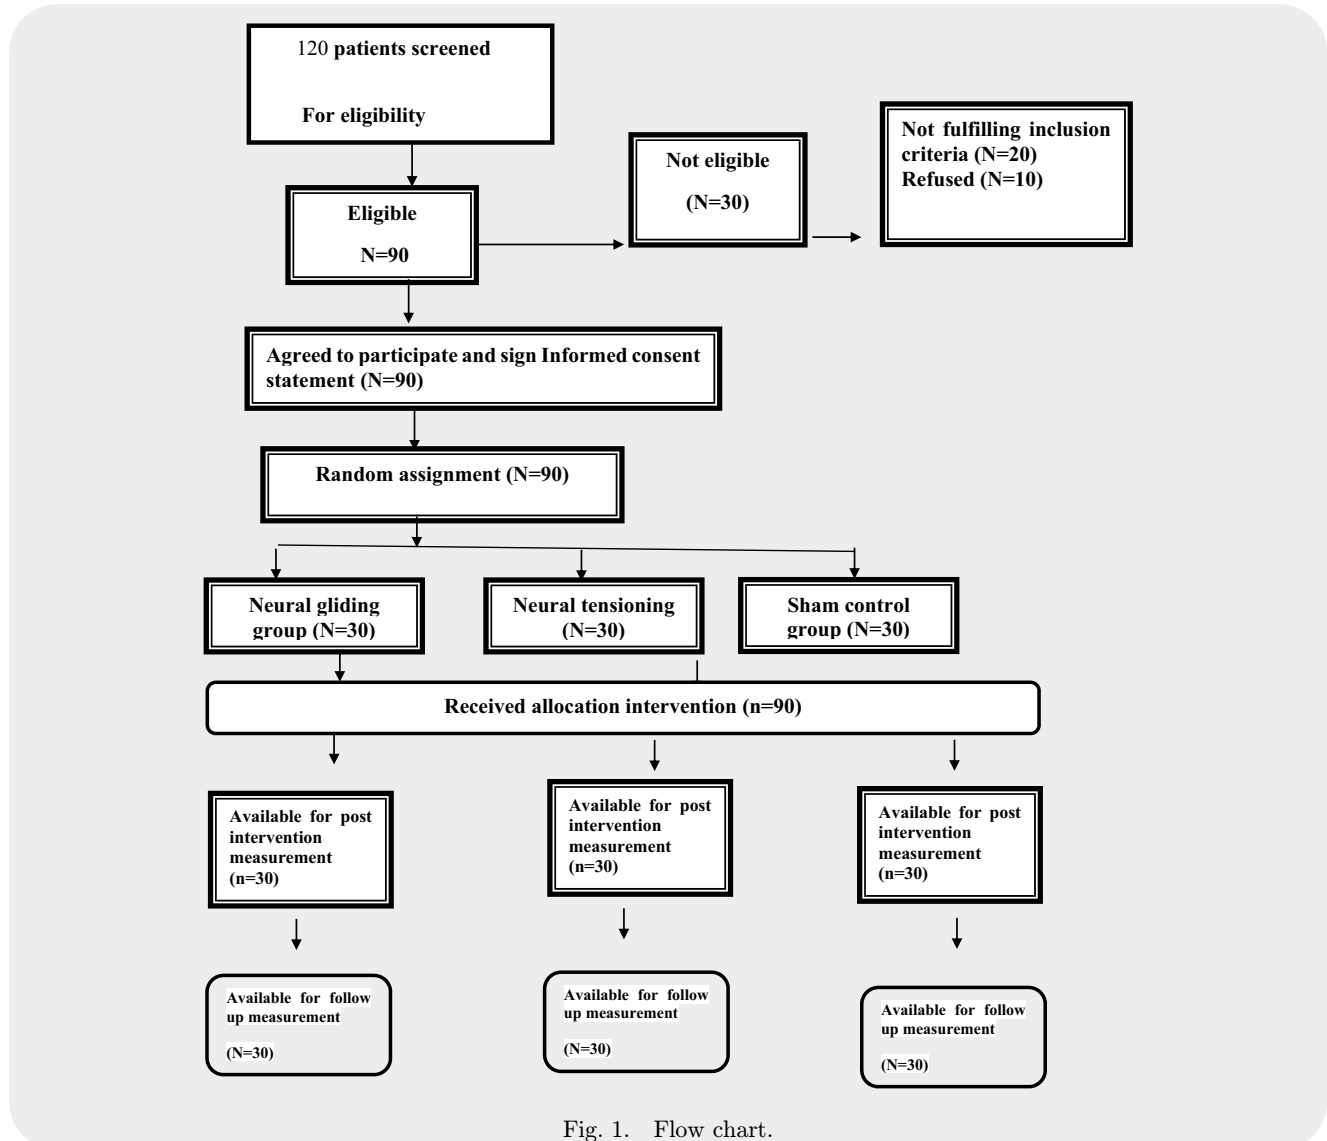 120 patients screened
For eligibility
Not eligible
(N=30)
Not fulfilling inclusion
criteria (N=20)
Refused (N=10)
Eligible
N=90
Agreed to participate and sign Informed consent
statement (N=90)
Random assignment (N=90)
Neural gliding
group (N=30)
Neural tensioning
(N=30)
Sham control
group (N=30)
Received allocation intervention (n=90)
Available for post
intervention
measurement
(n=30)
Available for post
intervention
measurement
(n=30)
Available for post
intervention
measurement
(n=30)
Available for follow
up measurement
(N=30)
Available for follow
up measurement
(N=30)
Available for follow
up measurement
(N=30)
Fig. 1. Flow chart.